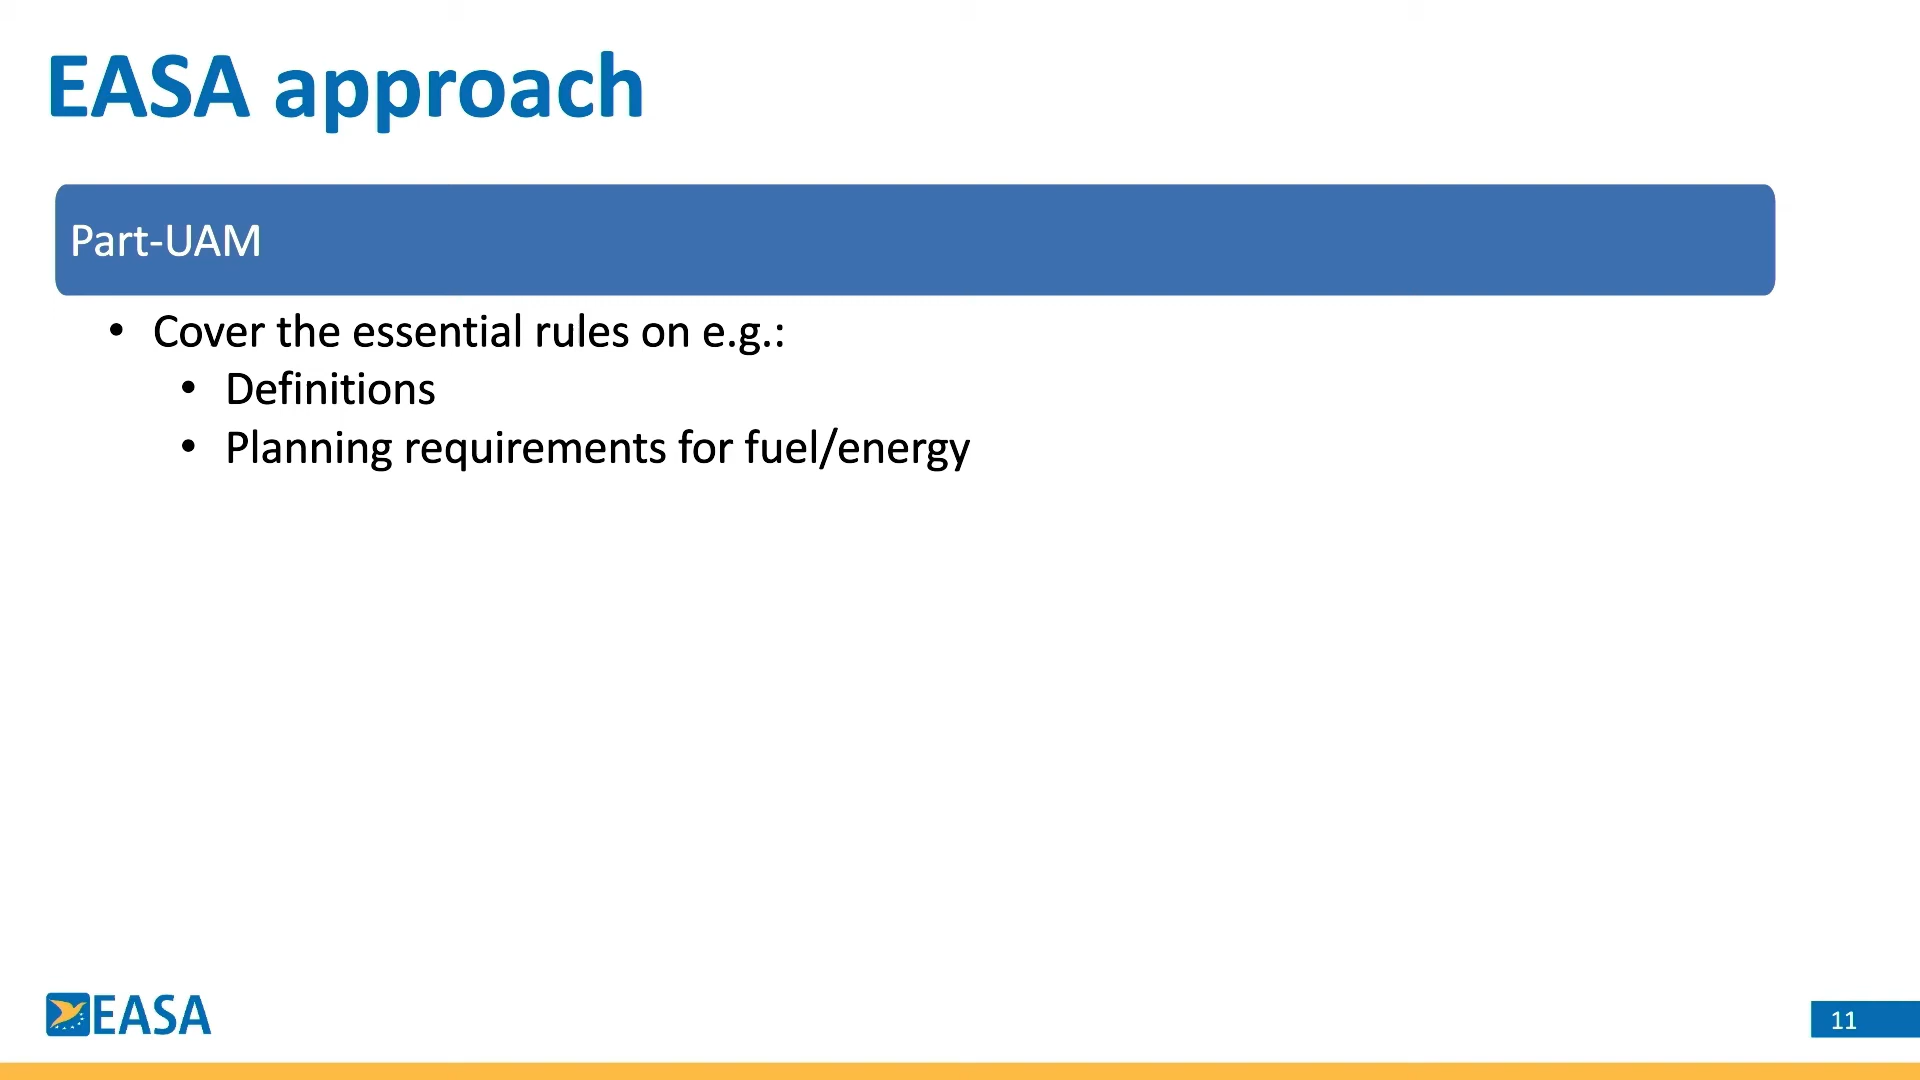 EASA approach
Part-UAM
• Cover the essential rules on e.g.:
• Definitions
• Planning requirements for fuel/energy
EASA
11